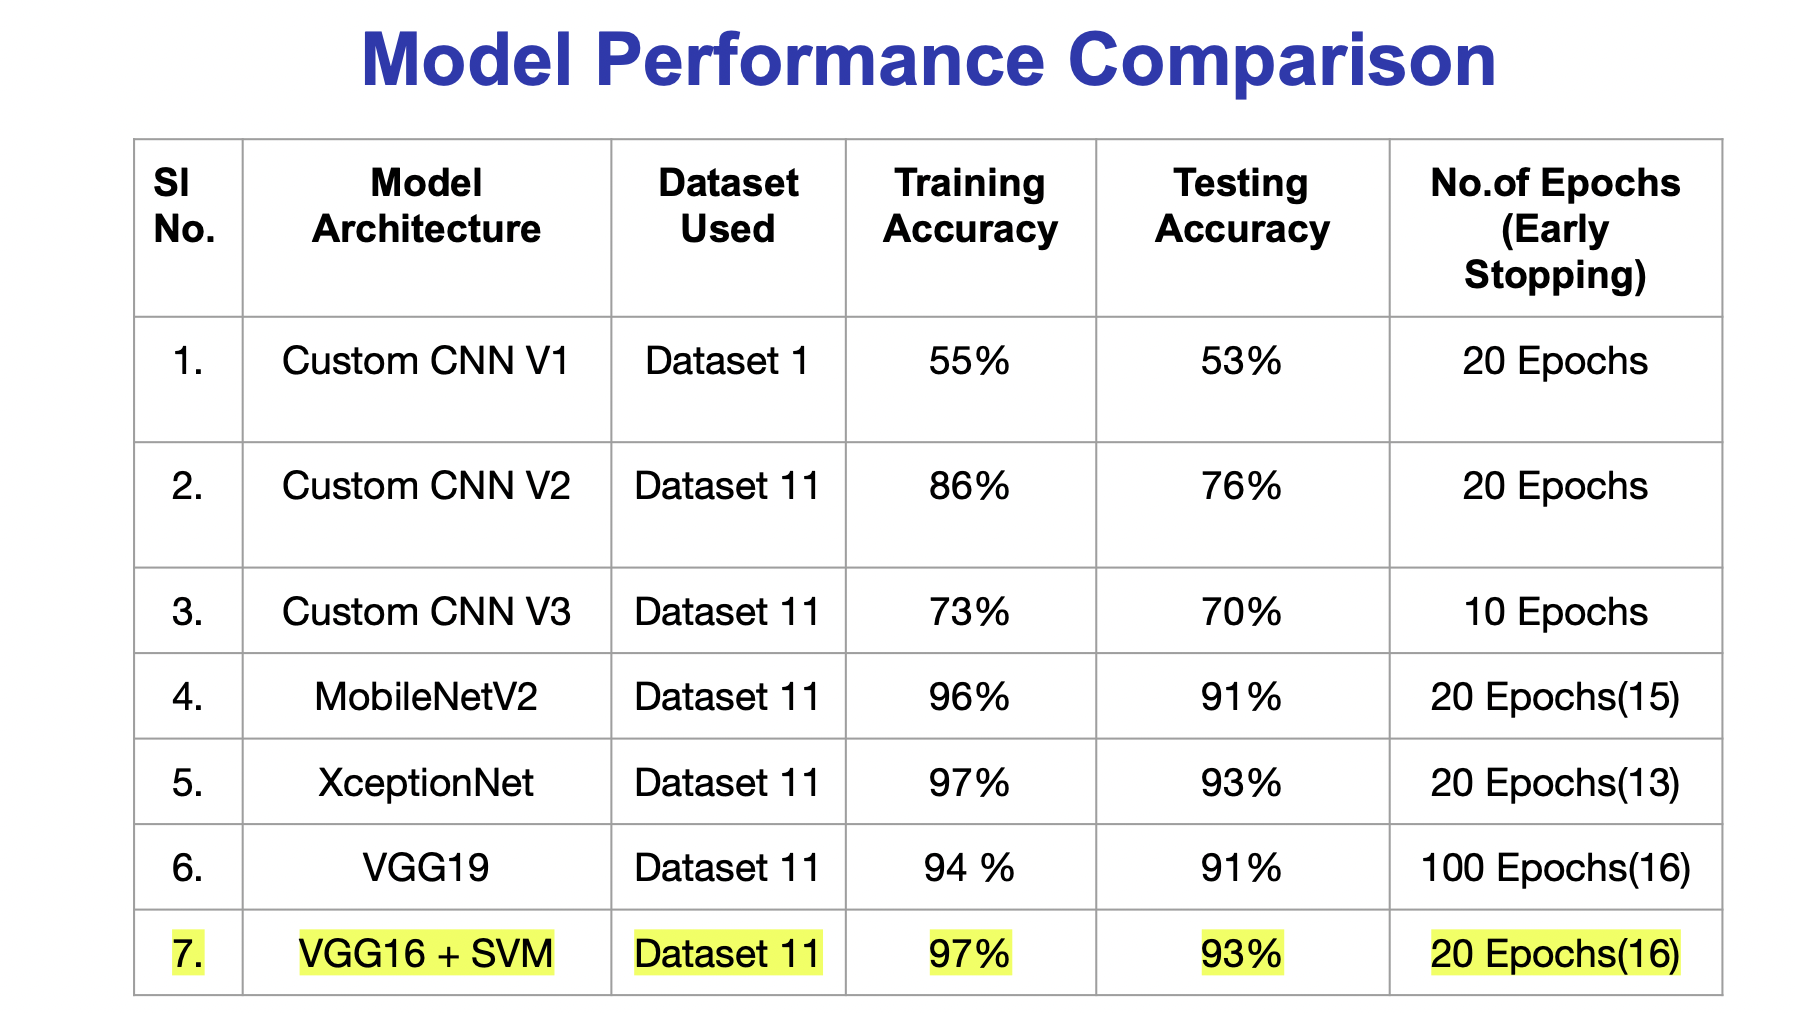 Model Performance Comparison
Sl No. Model Architecture Dataset Used Training Accuracy Testing Accuracy No.of Epochs (Early Stopping)
1. Custom CNN V1 Dataset 1 55% 53% 20 Epochs
2. Custom CNN V2 Dataset 11 86% 76% 20 Epochs
3. Custom CNN V3 Dataset 11 73% 70% 10 Epochs
4. MobileNetV2 Dataset 11 96% 91% 20 Epochs(15)
5. XceptionNet Dataset 11 97% 93% 20 Epochs(13)
6. VGG19 Dataset 11 94 % 91% 100 Epochs(16)
7. VGG16 + SVM Dataset 11 97% 93% 20 Epochs(16)